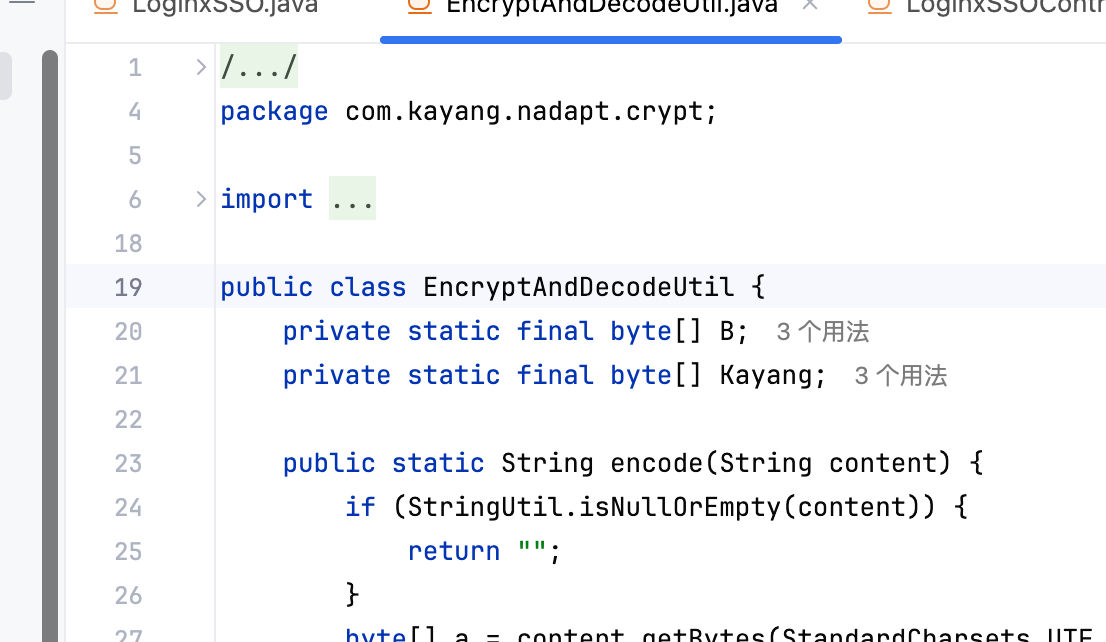 LoginxSSO.java EncryptAndDecodeUtil.java × LoginxSSOContr
1 > /.../
4 package com.kayang.nadapt.crypt;
5
6 > import ...
18
19 public class EncryptAndDecodeUtil {
20 private static final byte[] B; 3 个用法
21 private static final byte[] Kayang; 3 个用法
22
23 public static String encode(String content) {
24 if (StringUtil.isNullOrEmpty(content)) {
25 return "";
26 }
27 byte[] a = content.getBytes(StandardCharsets.UTF